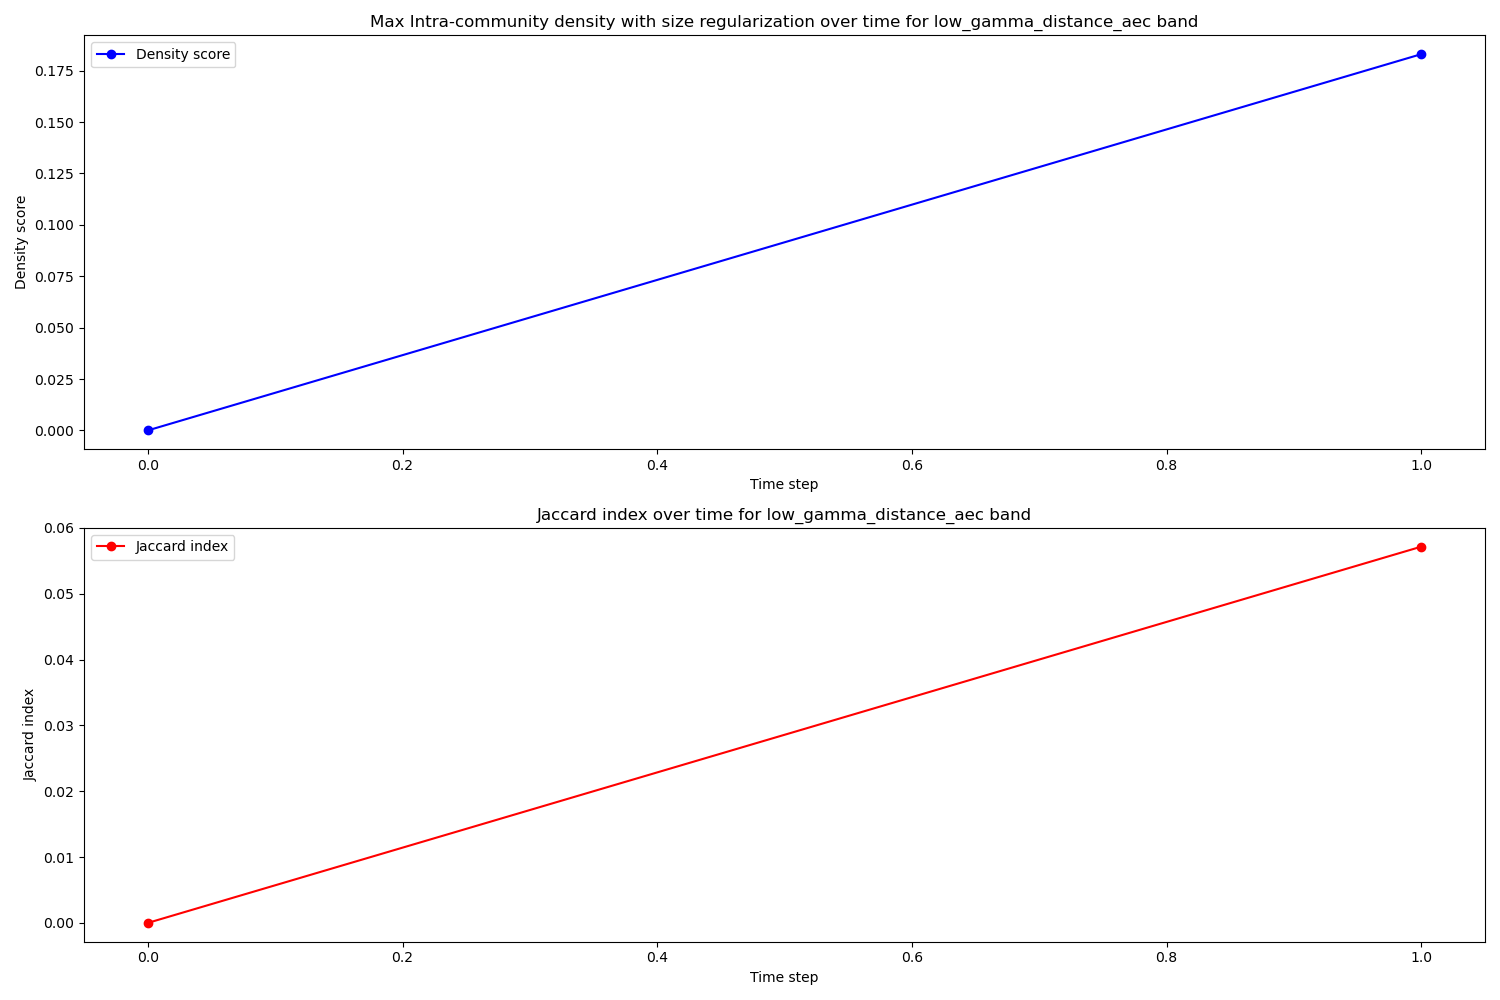 Max Intra-community density with size regularization over time for low_gamma_distance_aec band
Density score
0.175
0.150
0.125
0.100
0.075
0.050
0.025
0.000
Density score
0.0 0.2 0.4 0.6 0.8 1.0
Time step
Jaccard index over time for low_gamma_distance_aec band
Jaccard index
0.06
0.05
0.04
0.03
0.02
0.01
0.00
Jaccard index
0.0 0.2 0.4 0.6 0.8 1.0
Time step